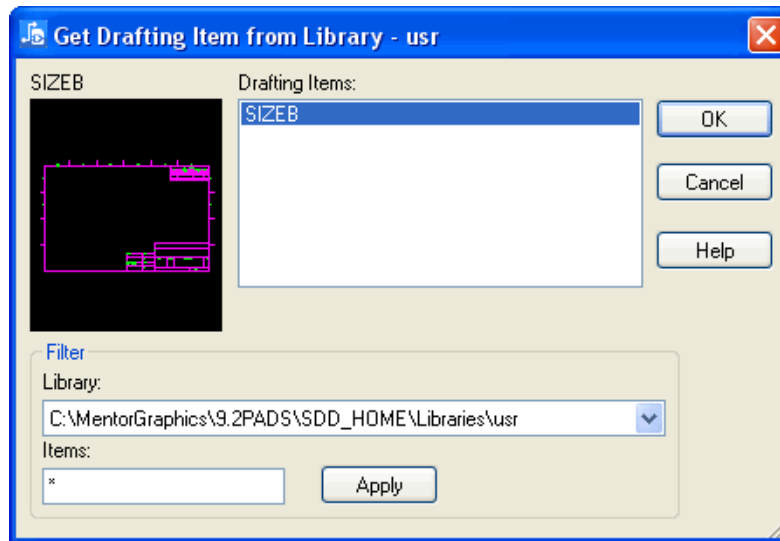 Get Drafting Item from Library - usr
SIZEB
Drafting Items:
SIZEB
OK
Cancel
Help
Filter
Library:
C:\MentorGraphics\9.2PADS\SDD_HOME\Libraries\usr
Items:
*
Apply